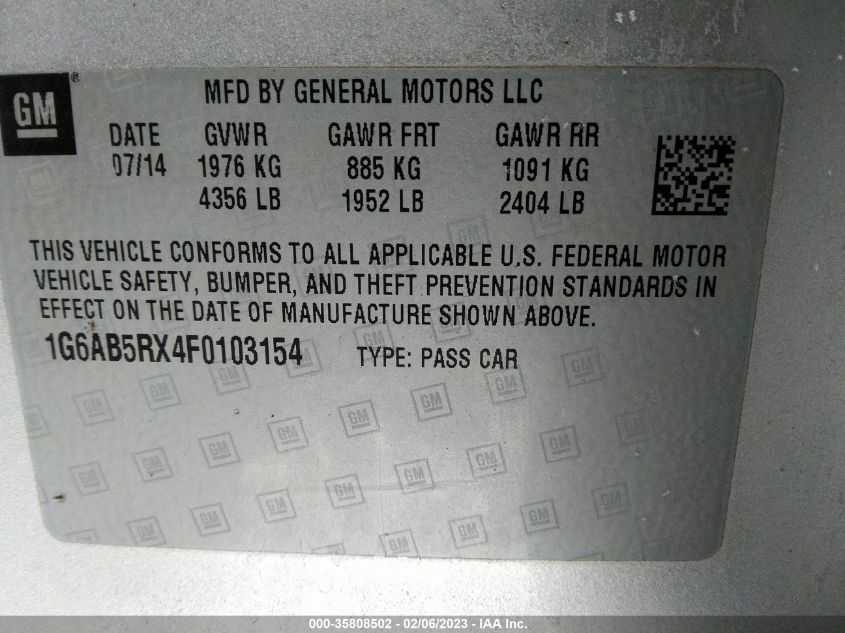 GM ® MFD BY GENERAL MOTORS LLC
DATE GVWR GAWR FRT GAWR RR
07/14 1976 KG 885 KG 1091 KG
4356 LB 1952 LB 2404 LB
THIS VEHICLE CONFORMS TO ALL APPLICABLE U.S. FEDERAL MOTOR
VEHICLE SAFETY, BUMPER, AND THEFT PREVENTION STANDARDS IN
EFFECT ON THE DATE OF MANUFACTURE SHOWN ABOVE.
1G6AB5RX4F0103154 TYPE: PASS CAR
000-35808502 - 02/06/2023 - © IAA Inc.